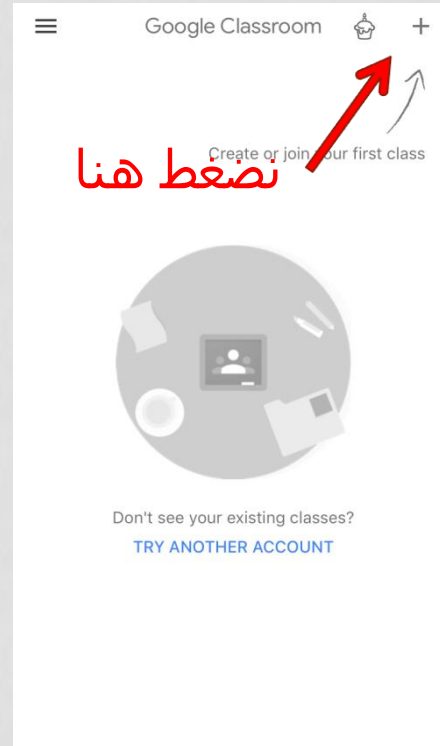 Google Classroom
Create or join your first class
نضغط هنا
Don't see your existing classes?
TRY ANOTHER ACCOUNT